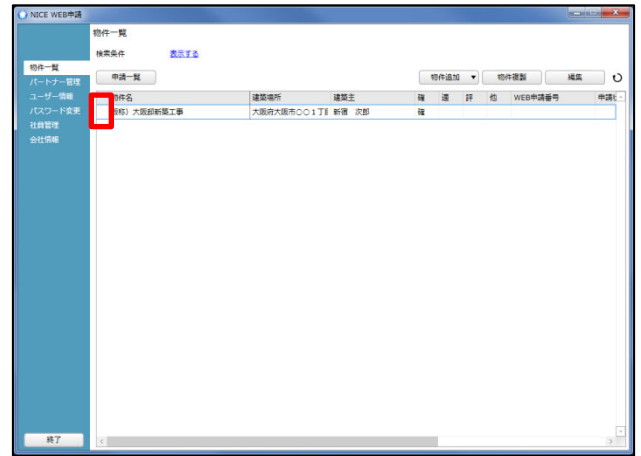 NICE WEB申請
物件一覧
検索条件 表示する
物件一覧
パートナー管理
ユーザー情報
パスワード変更
社員管理
会社情報
申請一覧 物件追加 ▼ 物件複製 編集
物件名 建築場所 建築主 確 適 評 他 WEB申請番号
仮称）大阪邸新築工事 大阪府大阪市〇〇１丁目 新宿 次郎 確
終了